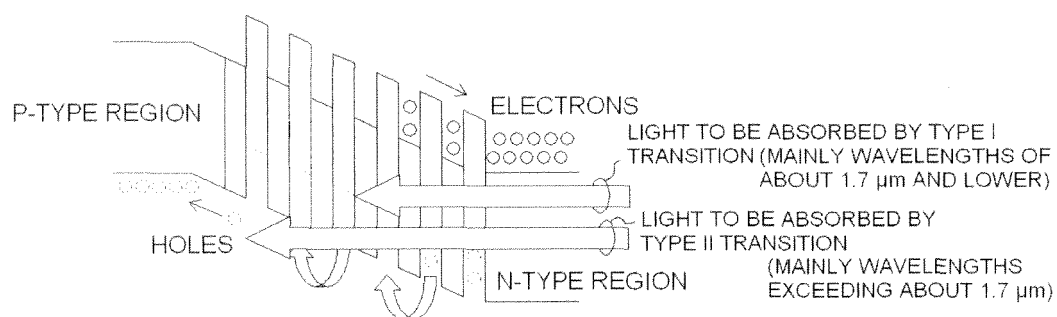 P-TYPE REGION
ELECTRONS
LIGHT TO BE ABSORBED BY TYPE I
TRANSITION (MAINLY WAVELENGTHS OF
ABOUT 1.7 µm AND LOWER)
HOLES
LIGHT TO BE ABSORBED BY
TYPE II TRANSITION
(MAINLY WAVELENGTHS
EXCEEDING ABOUT 1.7 µm)
N-TYPE REGION